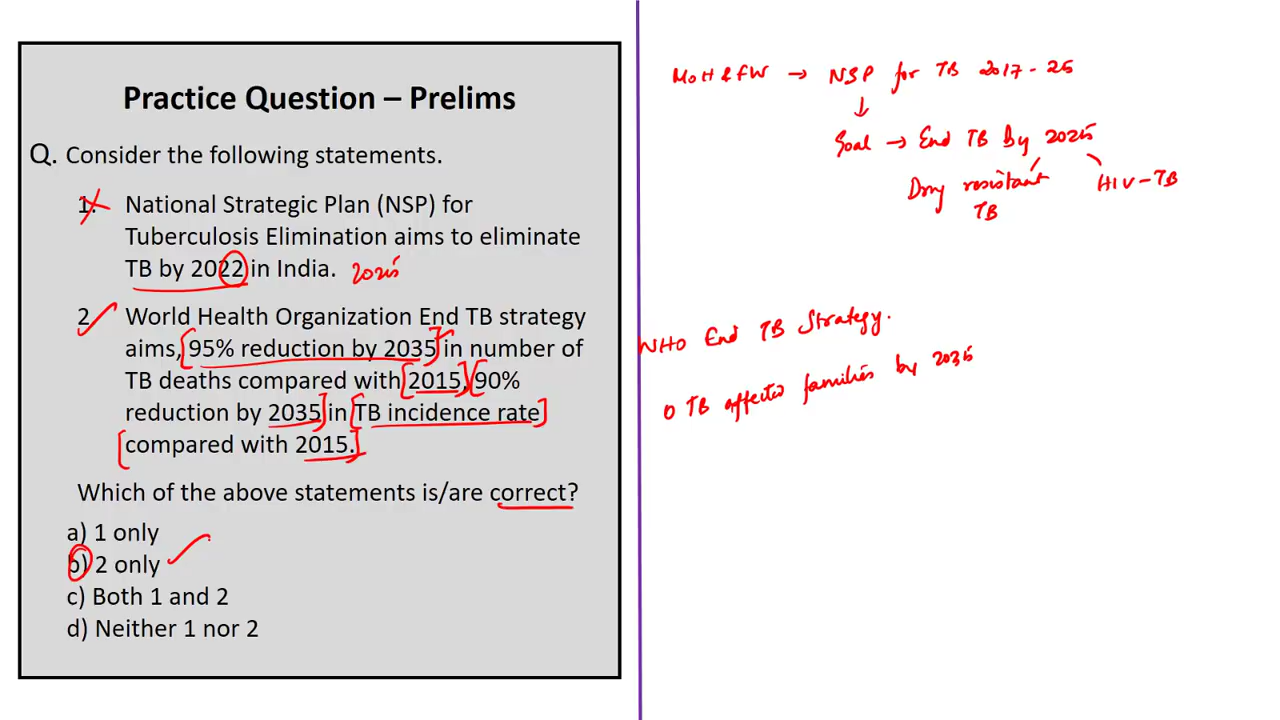 Practice Question – Prelims
Q. Consider the following statements.
1. National Strategic Plan (NSP) for
Tuberculosis Elimination aims to eliminate
TB by 2022 in India. 2025
2 World Health Organization End TB strategy
aims, 95% reduction by 2035 in number of
TB deaths compared with 2015, 90%
reduction by 2035 in TB incidence rate
compared with 2015.
Which of the above statements is/are correct?
a) 1 only
b) 2 only
c) Both 1 and 2
d) Neither 1 nor 2
MoH & FW → NSP for TB 2017-25
Goal → End TB By 2025
Drug resistant HIV-TB
TB
WHO End TB Strategy.
0 TB affected families by 2035